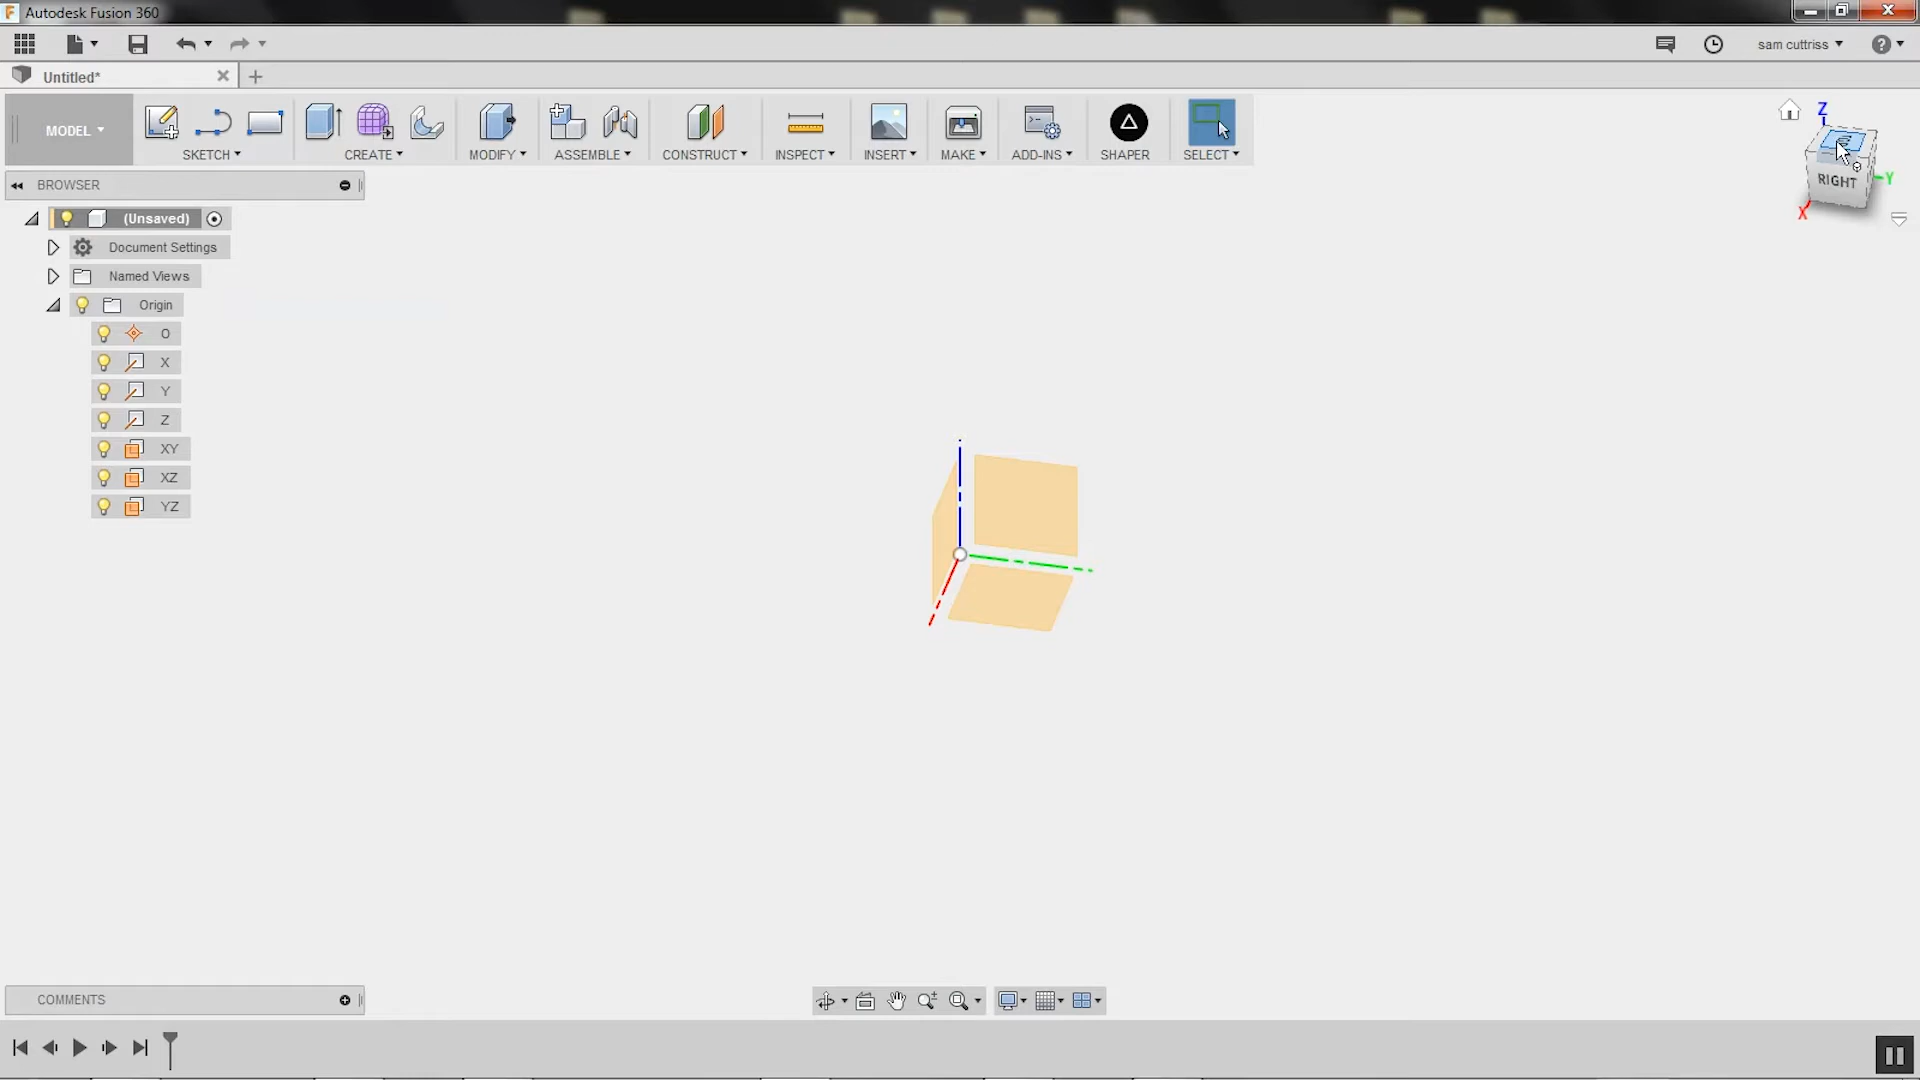 Autodesk Fusion 360
sam cuttriss
Untitled*
MODEL
SKETCH
CREATE
MODIFY
ASSEMBLE
CONSTRUCT
INSPECT
INSERT
MAKE
ADD-INS
SHAPER
SELECT
Z
RIGHT
Y
X
BROWSER
(Unsaved)
Document Settings
Named Views
Origin
O
X
Y
Z
XY
XZ
YZ
COMMENTS